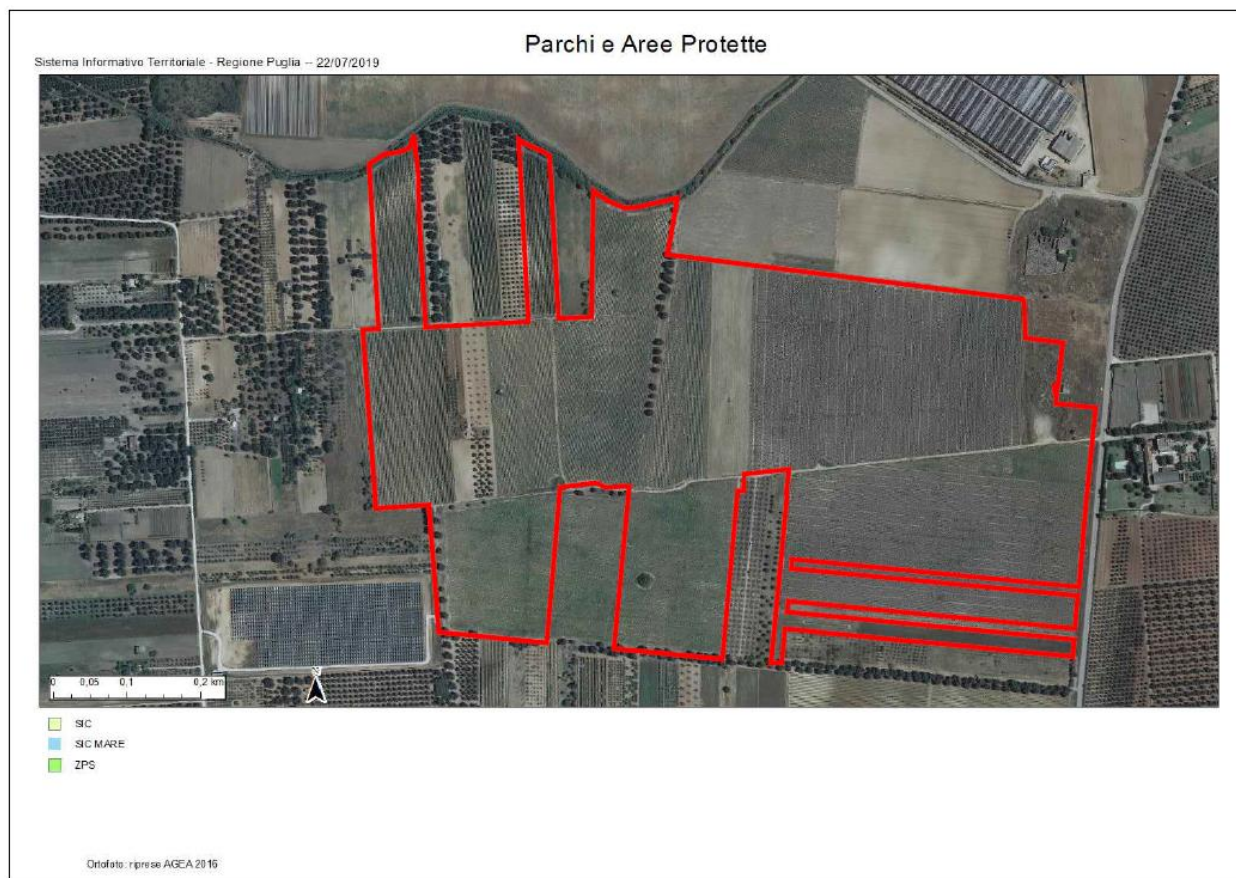 Parchi e Aree Protette
Sistema Informativo Territoriale - Regione Puglia -- 22/07/2019
0 0,05 0,1 0,2 km
SIC
SIC MARE
ZPS
Ortofoto: riprese AGEA 2016